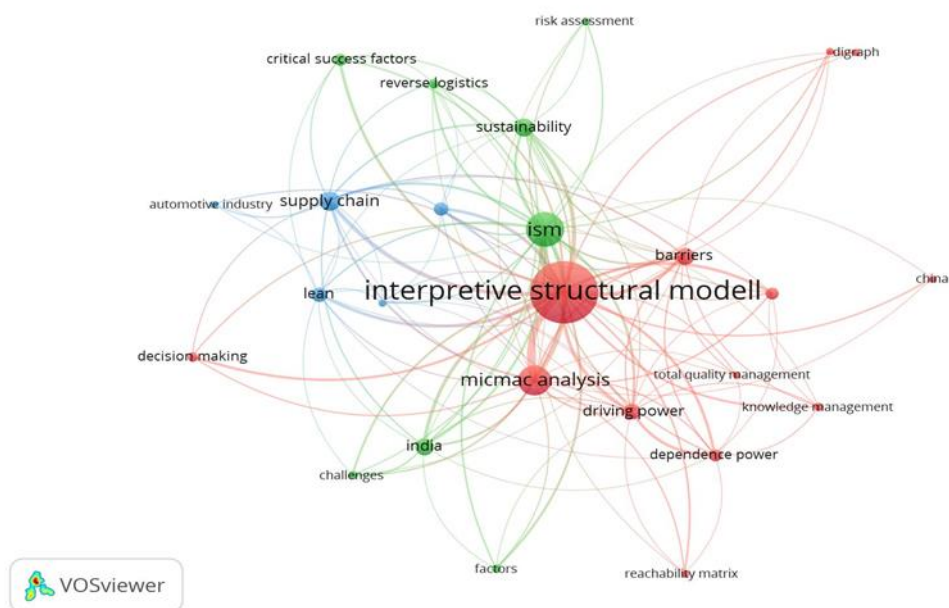 risk assessment
digraph
critical success factors
reverse logistics
sustainability
automotive industry
supply chain
ism
barriers
china
lean
interpretive structural modell
decision making
micmac analysis
total quality management
driving power
knowledge management
india
dependence power
challenges
factors
reachability matrix
VOSviewer